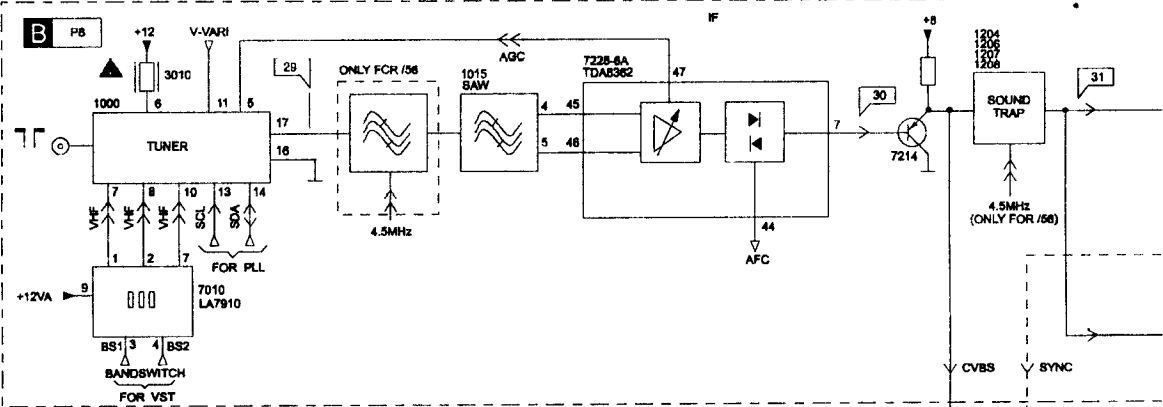 B P8
+12
V-VARI
IF
+8
3010
29
AGC
ONLY FOR /56
1015
SAW
7225-6A
TDA8362
47
30
1204
1206
1207
1208
31
1000
6
11
5
17
16
TUNER
4
45
5
46
7
7214
SOUND
TRAP
7
8
10
13
14
VHF
VHF
VHF
SCL
SDA
4.5MHz
44
AFC
4.5MHz
(ONLY FOR /56)
FOR PLL
1
2
7
+12VA
9
7010
LA7910
BS1
3
4
BS2
BANDSWITCH
FOR VST
CVBS
SYNC